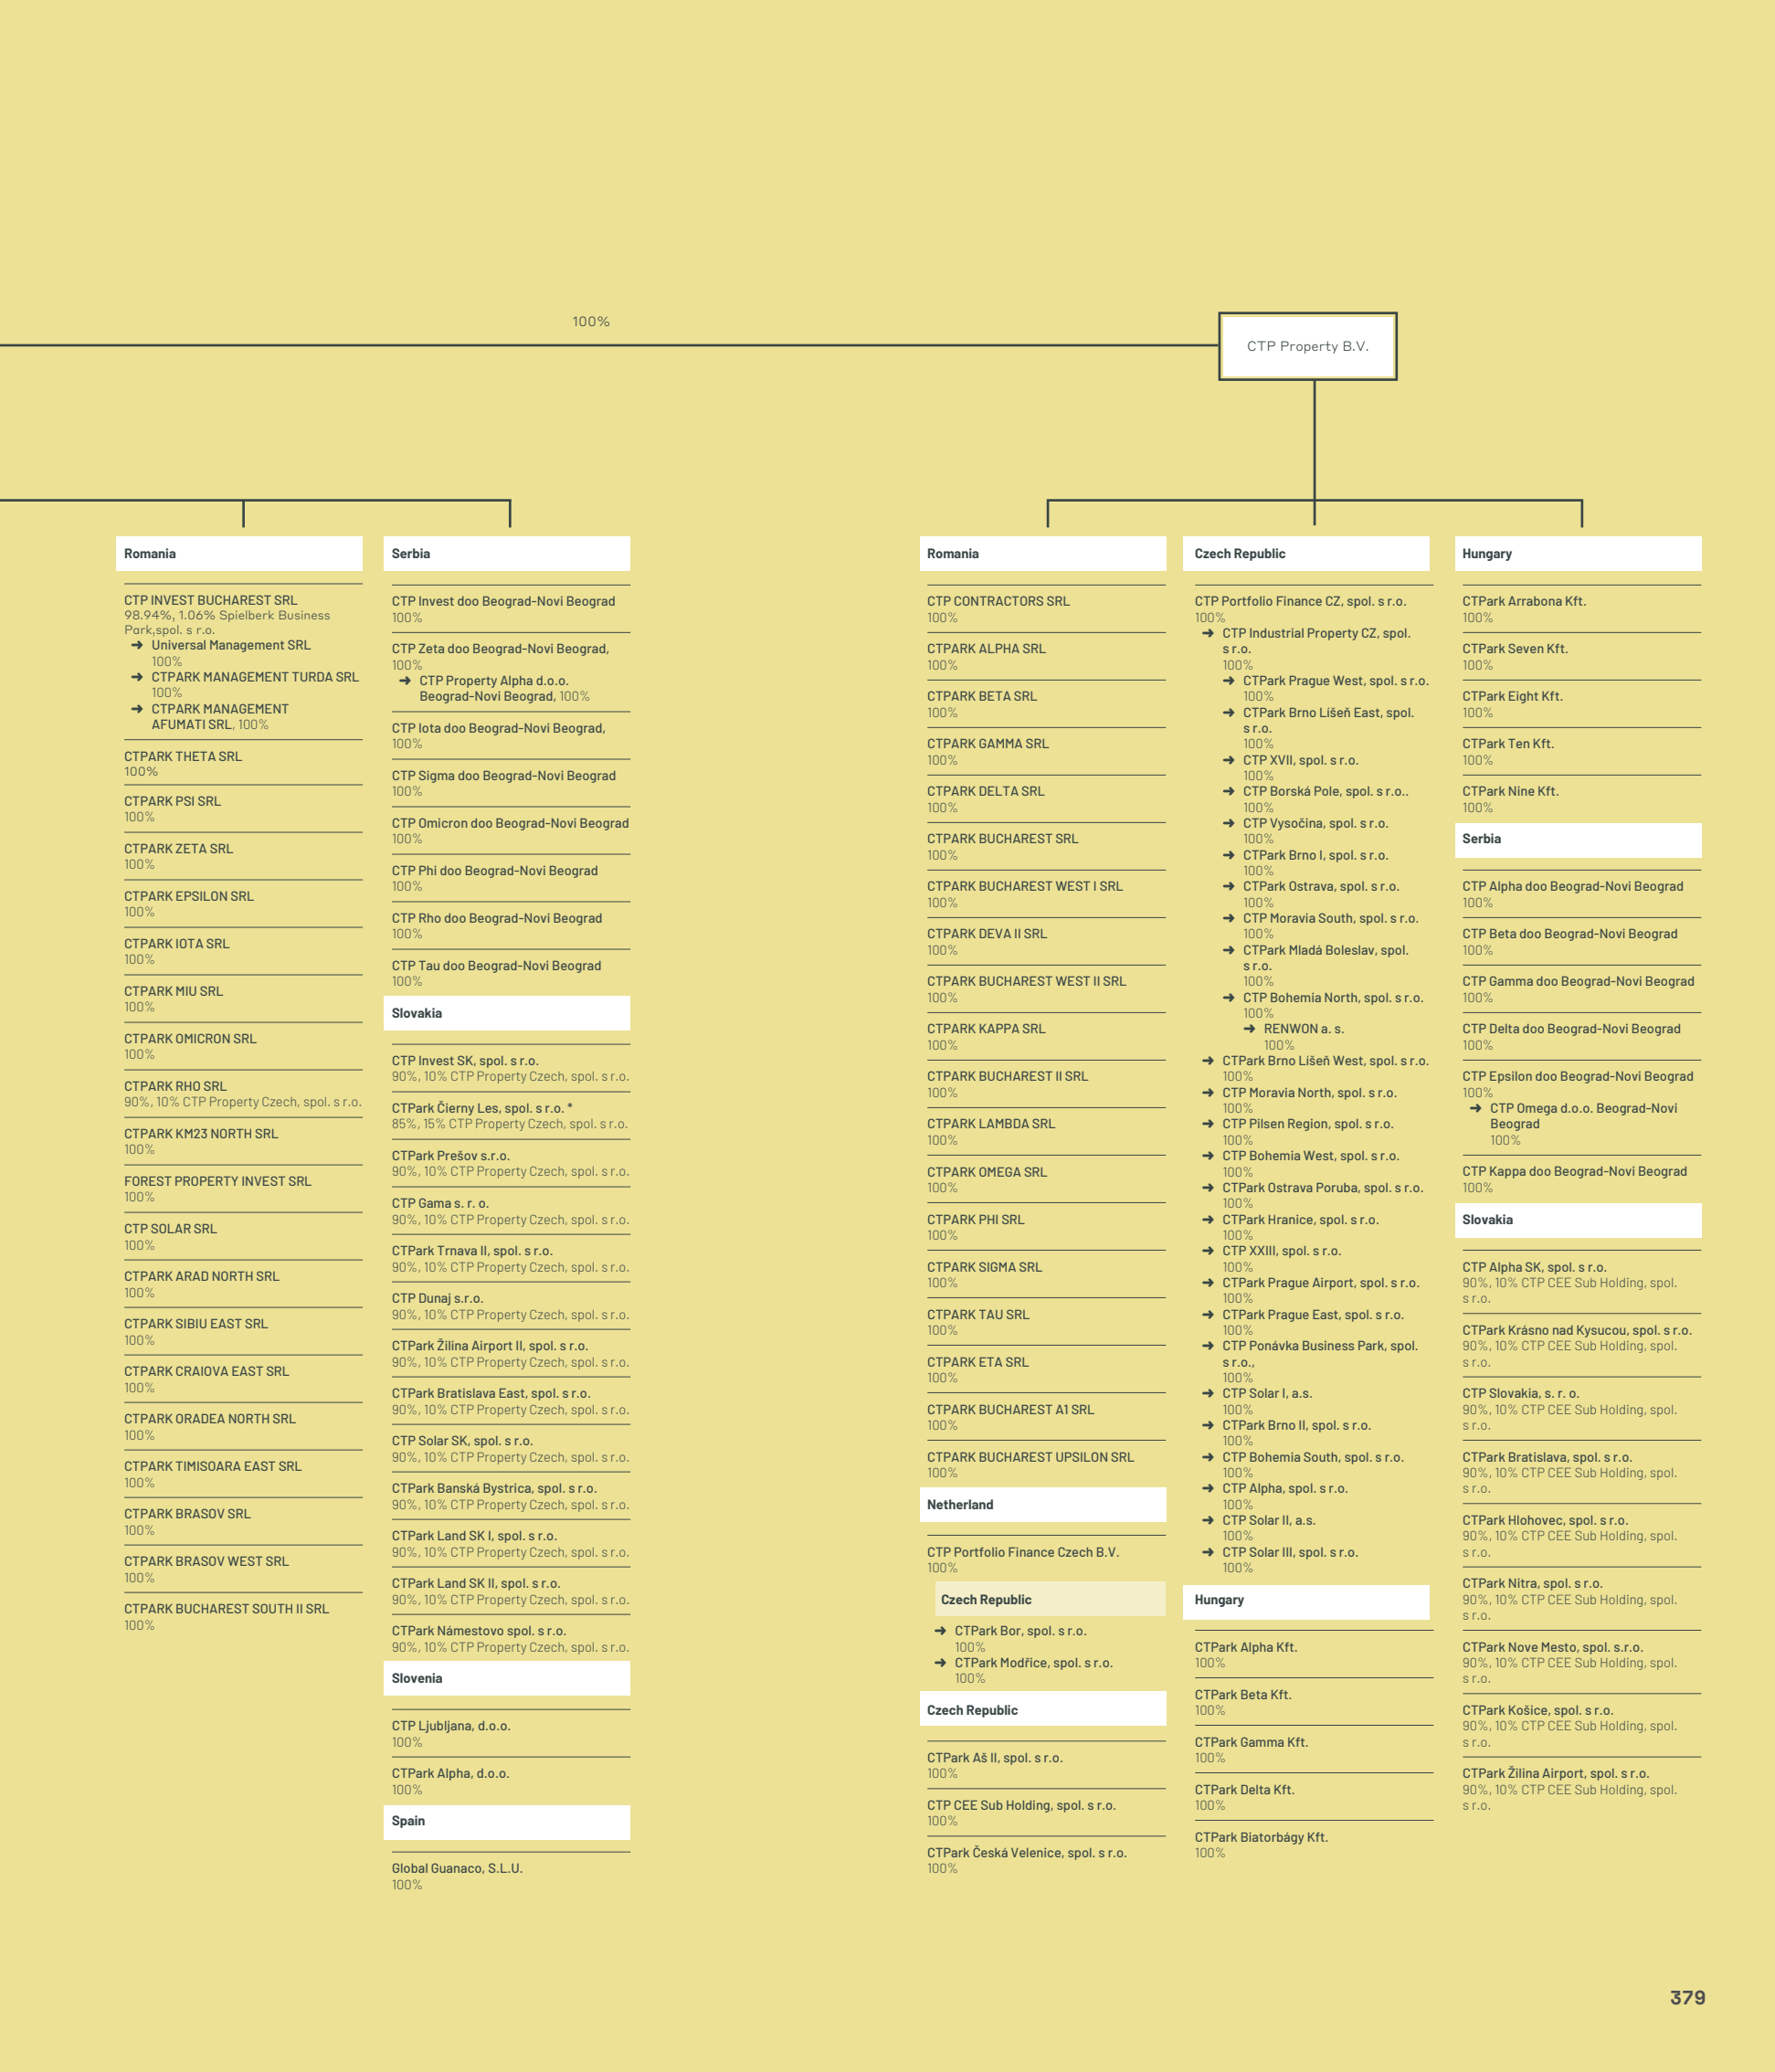 100%
CTP Property B.V.
Romania
CTP INVEST BUCHAREST SRL
98.94%, 1.06% Spielberk Business
Park,spol. s r.o.
➔ Universal Management SRL
100%
➔ CTPARK MANAGEMENT TURDA SRL
100%
➔ CTPARK MANAGEMENT
AFUMATI SRL, 100%
CTPARK THETA SRL
100%
CTPARK PSI SRL
100%
CTPARK ZETA SRL
100%
CTPARK EPSILON SRL
100%
CTPARK IOTA SRL
100%
CTPARK MIU SRL
100%
CTPARK OMICRON SRL
100%
CTPARK RHO SRL
90%, 10% CTP Property Czech, spol. s r.o.
CTPARK KM23 NORTH SRL
100%
FOREST PROPERTY INVEST SRL
100%
CTP SOLAR SRL
100%
CTPARK ARAD NORTH SRL
100%
CTPARK SIBIU EAST SRL
100%
CTPARK CRAIOVA EAST SRL
100%
CTPARK ORADEA NORTH SRL
100%
CTPARK TIMISOARA EAST SRL
100%
CTPARK BRASOV SRL
100%
CTPARK BRASOV WEST SRL
100%
CTPARK BUCHAREST SOUTH II SRL
100%
Serbia
CTP Invest doo Beograd-Novi Beograd
100%
CTP Zeta doo Beograd-Novi Beograd,
100%
➔ CTP Property Alpha d.o.o.
Beograd-Novi Beograd, 100%
CTP Iota doo Beograd-Novi Beograd,
100%
CTP Sigma doo Beograd-Novi Beograd
100%
CTP Omicron doo Beograd-Novi Beograd
100%
CTP Phi doo Beograd-Novi Beograd
100%
CTP Rho doo Beograd-Novi Beograd
100%
CTP Tau doo Beograd-Novi Beograd
100%
Slovakia
CTP Invest SK, spol. s r.o.
90%, 10% CTP Property Czech, spol. s r.o.
CTPark Čierny Les, spol. s r.o. *
85%, 15% CTP Property Czech, spol. s r.o.
CTPark Prešov s.r.o.
90%, 10% CTP Property Czech, spol. s r.o.
CTP Gama s. r. o.
90%, 10% CTP Property Czech, spol. s r.o.
CTPark Trnava II, spol. s r.o.
90%, 10% CTP Property Czech, spol. s r.o.
CTP Dunaj s.r.o.
90%, 10% CTP Property Czech, spol. s r.o.
CTPark Žilina Airport II, spol. s r.o.
90%, 10% CTP Property Czech, spol. s r.o.
CTPark Bratislava East, spol. s r.o.
90%, 10% CTP Property Czech, spol. s r.o.
CTP Solar SK, spol. s r.o.
90%, 10% CTP Property Czech, spol. s r.o.
CTPark Banská Bystrica, spol. s r.o.
90%, 10% CTP Property Czech, spol. s r.o.
CTPark Land SK I, spol. s r.o.
90%, 10% CTP Property Czech, spol. s r.o.
CTPark Land SK II, spol. s r.o.
90%, 10% CTP Property Czech, spol. s r.o.
CTPark Námestovo spol. s r.o.
90%, 10% CTP Property Czech, spol. s r.o.
Slovenia
CTP Ljubljana, d.o.o.
100%
CTPark Alpha, d.o.o.
100%
Spain
Global Guanaco, S.L.U.
100%
Romania
CTP CONTRACTORS SRL
100%
CTPARK ALPHA SRL
100%
CTPARK BETA SRL
100%
CTPARK GAMMA SRL
100%
CTPARK DELTA SRL
100%
CTPARK BUCHAREST SRL
100%
CTPARK BUCHAREST WEST I SRL
100%
CTPARK DEVA II SRL
100%
CTPARK BUCHAREST WEST II SRL
100%
CTPARK KAPPA SRL
100%
CTPARK BUCHAREST II SRL
100%
CTPARK LAMBDA SRL
100%
CTPARK OMEGA SRL
100%
CTPARK PHI SRL
100%
CTPARK SIGMA SRL
100%
CTPARK TAU SRL
100%
CTPARK ETA SRL
100%
CTPARK BUCHAREST A1 SRL
100%
CTPARK BUCHAREST UPSILON SRL
100%
Netherland
CTP Portfolio Finance Czech B.V.
100%
Czech Republic
➔ CTPark Bor, spol. s r.o.
100%
➔ CTPark Modřice, spol. s r.o.
100%
Czech Republic
CTPark Aš II, spol. s r.o.
100%
CTP CEE Sub Holding, spol. s r.o.
100%
CTPark Česká Velenice, spol. s r.o.
100%
Czech Republic
CTP Portfolio Finance CZ, spol. s r.o.
100%
➔ CTP Industrial Property CZ, spol.
s r.o.
100%
➔ CTPark Prague West, spol. s r.o.
100%
➔ CTPark Brno Líšeň East, spol.
s r.o.
100%
➔ CTP XVII, spol. s r.o.
100%
➔ CTP Borská Pole, spol. s r.o..
100%
➔ CTP Vysočina, spol. s r.o.
100%
➔ CTPark Brno I, spol. s r.o.
100%
➔ CTPark Ostrava, spol. s r.o.
100%
➔ CTP Moravia South, spol. s r.o.
100%
➔ CTPark Mladá Boleslav, spol.
s r.o.
100%
➔ CTP Bohemia North, spol. s r.o.
100%
➔ RENWON a. s.
100%
➔ CTPark Brno Líšeň West, spol. s r.o.
100%
➔ CTP Moravia North, spol. s r.o.
100%
➔ CTP Pilsen Region, spol. s r.o.
100%
➔ CTP Bohemia West, spol. s r.o.
100%
➔ CTPark Ostrava Poruba, spol. s r.o.
100%
➔ CTPark Hranice, spol. s r.o.
100%
➔ CTP XXIII, spol. s r.o.
100%
➔ CTPark Prague Airport, spol. s r.o.
100%
➔ CTPark Prague East, spol. s r.o.
100%
➔ CTP Ponávka Business Park, spol.
s r.o.,
100%
➔ CTP Solar I, a.s.
100%
➔ CTPark Brno II, spol. s r.o.
100%
➔ CTP Bohemia South, spol. s r.o.
100%
➔ CTP Alpha, spol. s r.o.
100%
➔ CTP Solar II, a.s.
100%
➔ CTP Solar III, spol. s r.o.
100%
Hungary
CTPark Alpha Kft.
100%
CTPark Beta Kft.
100%
CTPark Gamma Kft.
100%
CTPark Delta Kft.
100%
CTPark Biatorbágy Kft.
100%
Hungary
CTPark Arrabona Kft.
100%
CTPark Seven Kft.
100%
CTPark Eight Kft.
100%
CTPark Ten Kft.
100%
CTPark Nine Kft.
100%
Serbia
CTP Alpha doo Beograd-Novi Beograd
100%
CTP Beta doo Beograd-Novi Beograd
100%
CTP Gamma doo Beograd-Novi Beograd
100%
CTP Delta doo Beograd-Novi Beograd
100%
CTP Epsilon doo Beograd-Novi Beograd
100%
➔ CTP Omega d.o.o. Beograd-Novi
Beograd
100%
CTP Kappa doo Beograd-Novi Beograd
100%
Slovakia
CTP Alpha SK, spol. s r.o.
90%, 10% CTP CEE Sub Holding, spol.
s r.o.
CTPark Krásno nad Kysucou, spol. s r.o.
90%, 10% CTP CEE Sub Holding, spol.
s r.o.
CTP Slovakia, s. r. o.
90%, 10% CTP CEE Sub Holding, spol.
s r.o.
CTPark Bratislava, spol. s r.o.
90%, 10% CTP CEE Sub Holding, spol.
s r.o.
CTPark Hlohovec, spol. s r.o.
90%, 10% CTP CEE Sub Holding, spol.
s r.o.
CTPark Nitra, spol. s r.o.
90%, 10% CTP CEE Sub Holding, spol.
s r.o.
CTPark Nove Mesto, spol. s.r.o.
90%, 10% CTP CEE Sub Holding, spol.
s r.o.
CTPark Košice, spol. s r.o.
90%, 10% CTP CEE Sub Holding, spol.
s r.o.
CTPark Žilina Airport, spol. s r.o.
90%, 10% CTP CEE Sub Holding, spol.
s r.o.
379